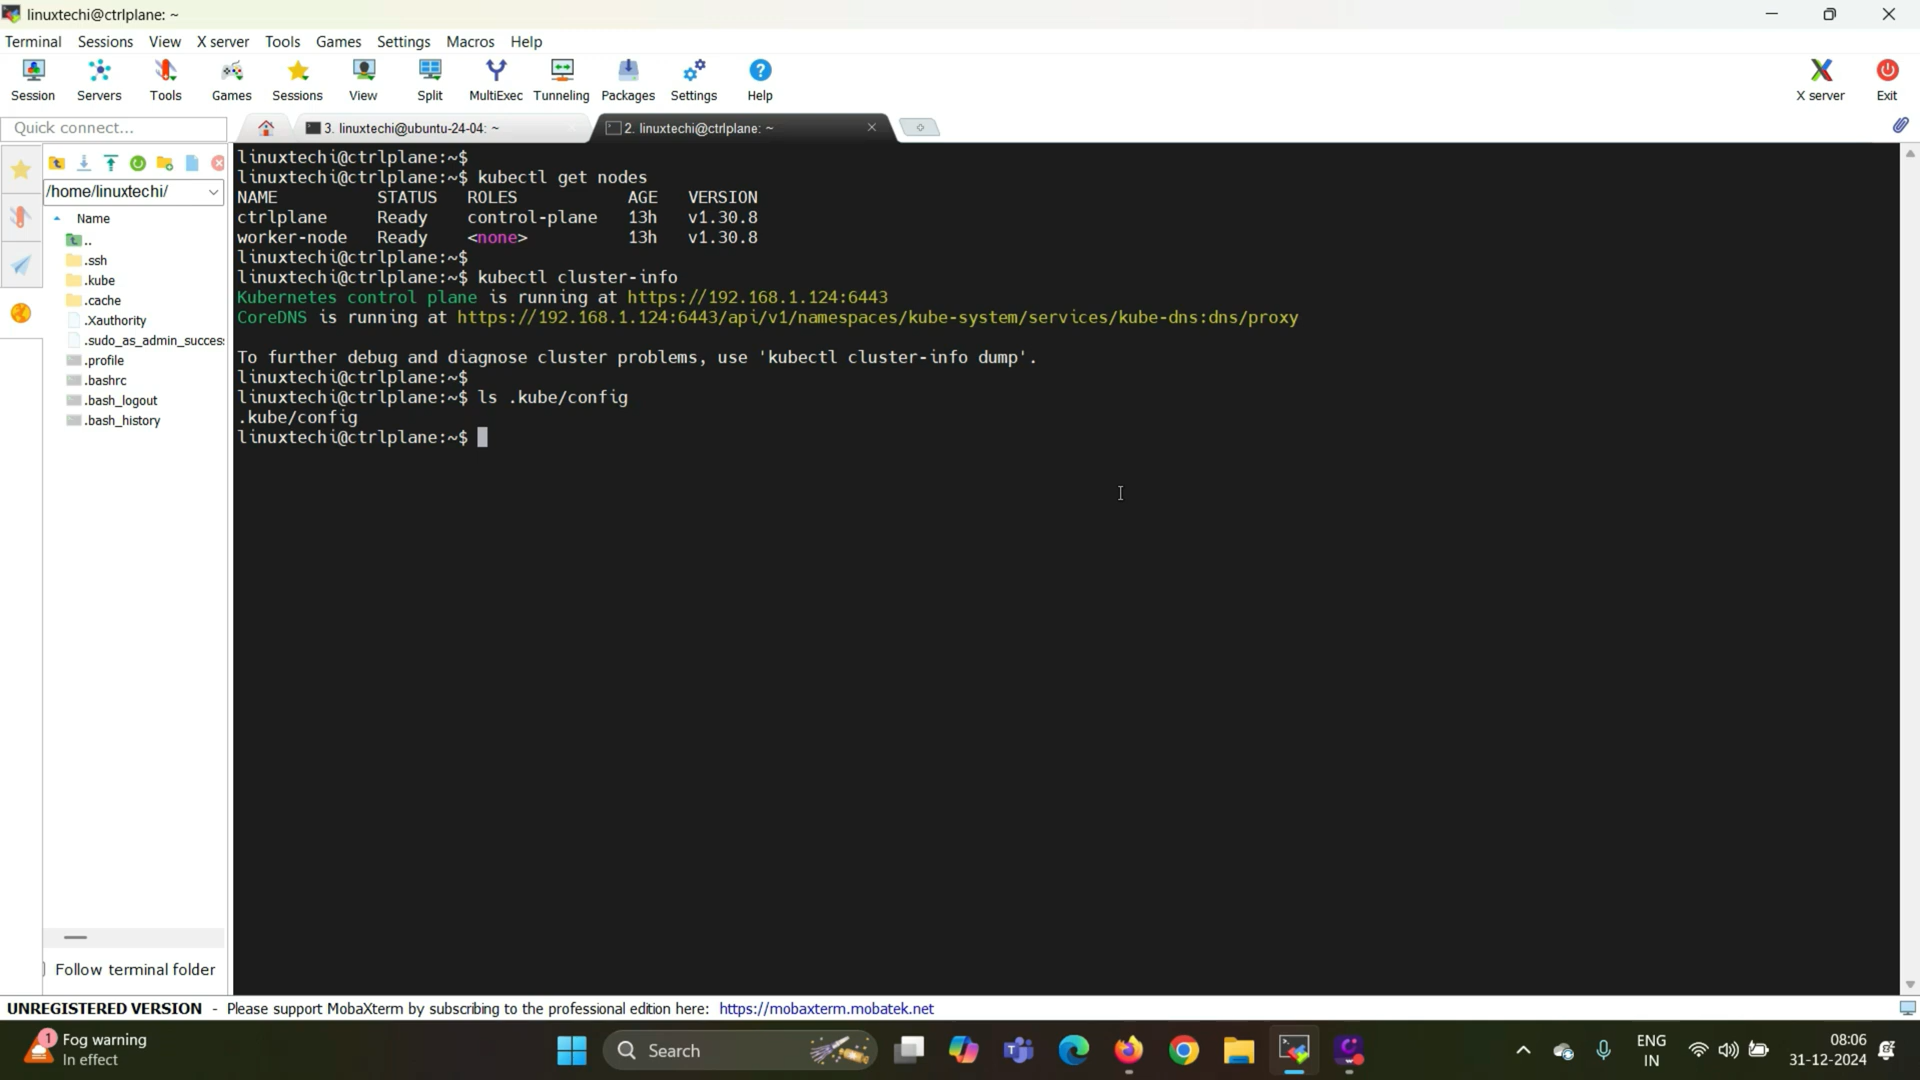 linuxtechi@ctrlplane: ~
Terminal Sessions View X server Tools Games Settings Macros Help
Session Servers Tools Games Sessions View Split MultiExec Tunneling Packages Settings Help X server Exit
Quick connect...
3. linuxtechi@ubuntu-24-04: ~
2. linuxtechi@ctrlplane: ~
/home/linuxtechi/
Name
..
.ssh
.kube
.cache
.Xauthority
.sudo_as_admin_succes
.profile
.bashrc
.bash_logout
.bash_history
Follow terminal folder
linuxtechi@ctrlplane:~$
linuxtechi@ctrlplane:~$ kubectl get nodes
NAME STATUS ROLES AGE VERSION
ctrlplane Ready control-plane 13h v1.30.8
worker-node Ready <none> 13h v1.30.8
linuxtechi@ctrlplane:~$
linuxtechi@ctrlplane:~$ kubectl cluster-info
Kubernetes control plane is running at https://192.168.1.124:6443
CoreDNS is running at https://192.168.1.124:6443/api/v1/namespaces/kube-system/services/kube-dns:dns/proxy
To further debug and diagnose cluster problems, use 'kubectl cluster-info dump'.
linuxtechi@ctrlplane:~$
linuxtechi@ctrlplane:~$ ls .kube/config
.kube/config
linuxtechi@ctrlplane:~$
UNREGISTERED VERSION - Please support MobaXterm by subscribing to the professional edition here: https://mobaxterm.mobatek.net
1
Fog warning
In effect
Search
ENG
IN
08:06
31-12-2024